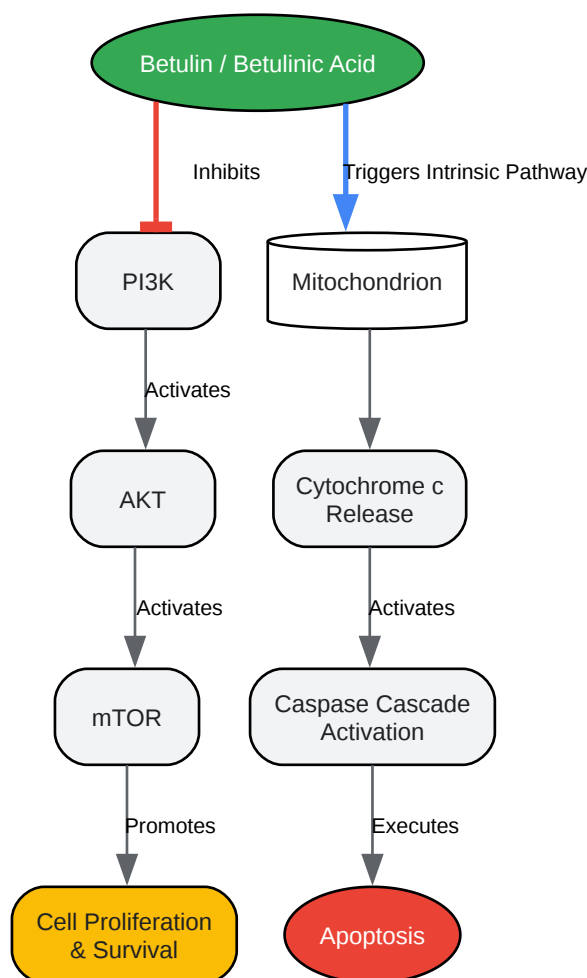 Betulin / Betulinic Acid
Inhibits
Triggers Intrinsic Pathway
PI3K
Mitochondrion
Activates
AKT
Cytochrome c
Release
Activates
Activates
mTOR
Caspase Cascade
Activation
Promotes
Executes
Cell Proliferation
& Survival
Apoptosis